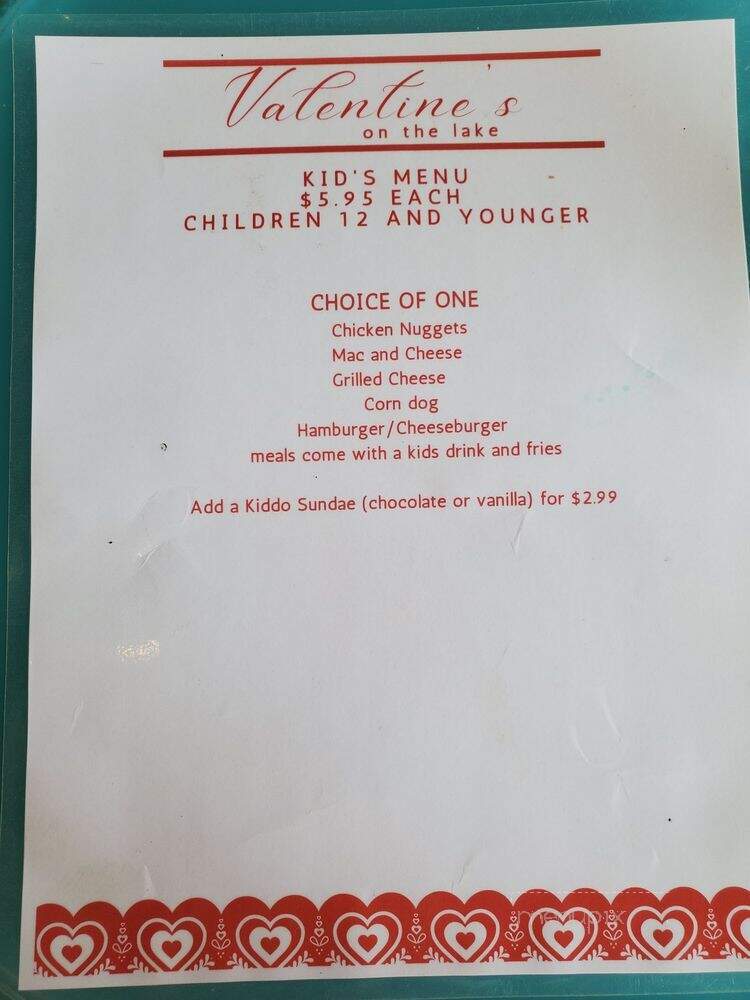 Valentine's
on the lake
KID'S MENU
$5.95 EACH
CHILDREN 12 AND YOUNGER
CHOICE OF ONE
Chicken Nuggets
Mac and Cheese
Grilled Cheese
Corn dog
Hamburger/Cheeseburger
meals come with a kids drink and fries
Add a Kiddo Sundae (chocolate or vanilla) for $2.99
menupix